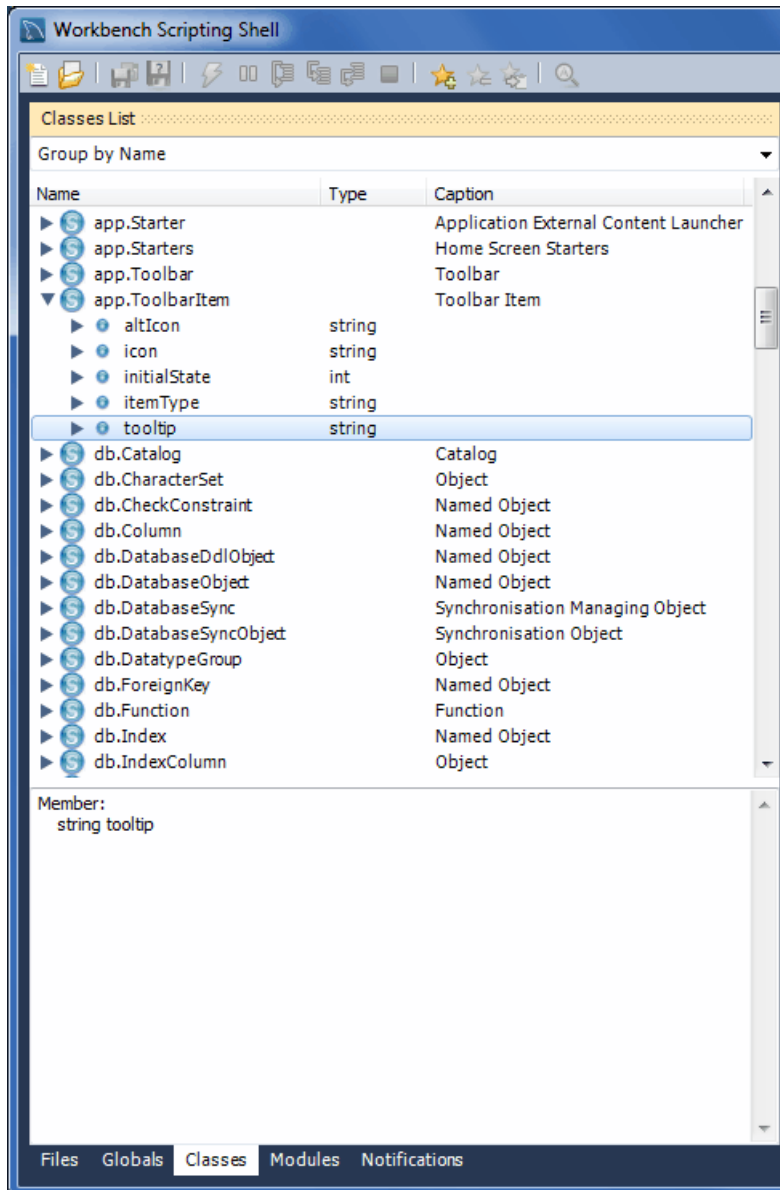 Workbench Scripting Shell
Classes List
Group by Name
Name Type Caption
app.Starter Application External Content Launcher
app.Starters Home Screen Starters
app.Toolbar Toolbar
app.ToolbarItem Toolbar Item
altIcon string
icon string
initialState int
itemType string
tooltip string
db.Catalog Catalog
db.CharacterSet Object
db.CheckConstraint Named Object
db.Column Named Object
db.DatabaseDdlObject Named Object
db.DatabaseObject Named Object
db.DatabaseSync Synchronisation Managing Object
db.DatabaseSyncObject Synchronisation Object
db.DatatypeGroup Object
db.ForeignKey Named Object
db.Function Function
db.Index Named Object
db.IndexColumn Object
Member:
string tooltip
Files Globals Classes Modules Notifications